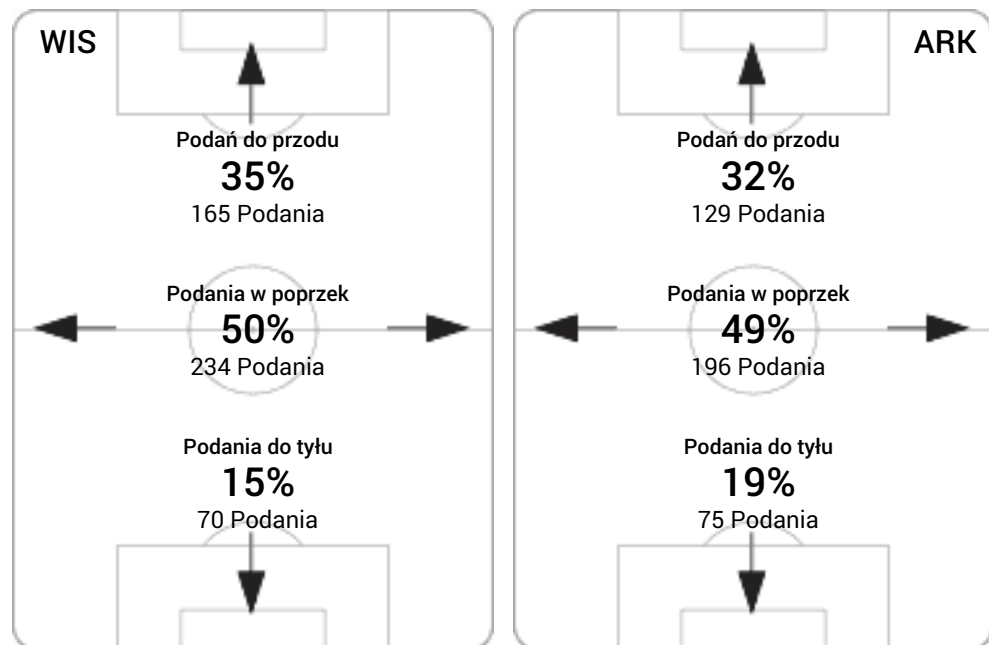 WIS
Podań do przodu
35%
165 Podania
Podania w poprzek
50%
234 Podania
Podania do tyłu
15%
70 Podania
ARK
Podań do przodu
32%
129 Podania
Podania w poprzek
49%
196 Podania
Podania do tyłu
19%
75 Podania